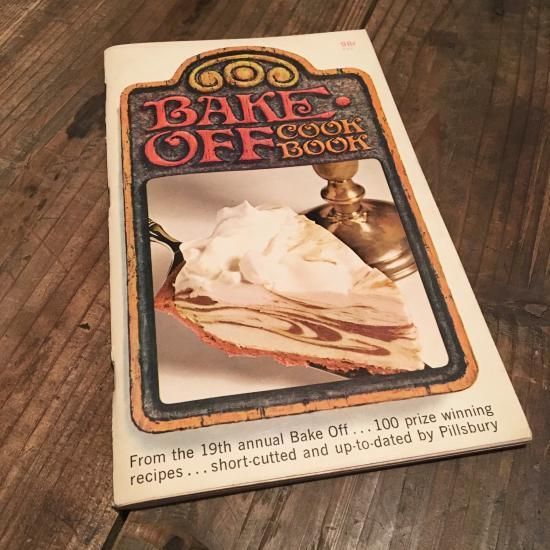 98¢
BAKE·
OFF COOK
BOOK
From the 19th annual Bake Off...100 prize winning
recipes...short-cutted and up-to-dated by Pillsbury